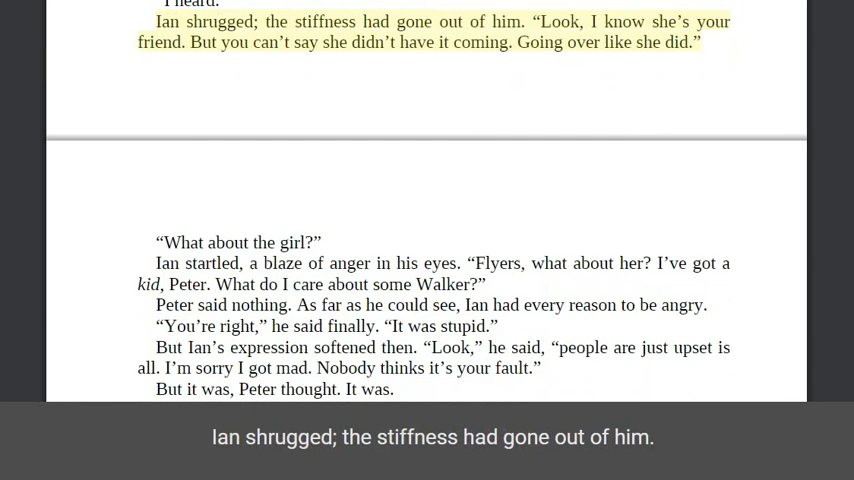 “I heard.”
Ian shrugged; the stiffness had gone out of him. “Look, I know she’s your
friend. But you can’t say she didn’t have it coming. Going over like she did.”
“What about the girl?”
Ian startled, a blaze of anger in his eyes. “Flyers, what about her? I’ve got a
kid, Peter. What do I care about some Walker?”
Peter said nothing. As far as he could see, Ian had every reason to be angry.
“You’re right,” he said finally. “It was stupid.”
But Ian’s expression softened then. “Look,” he said, “people are just upset is
all. I’m sorry I got mad. Nobody thinks it’s your fault.”
But it was, Peter thought. It was.
Ian shrugged; the stiffness had gone out of him.